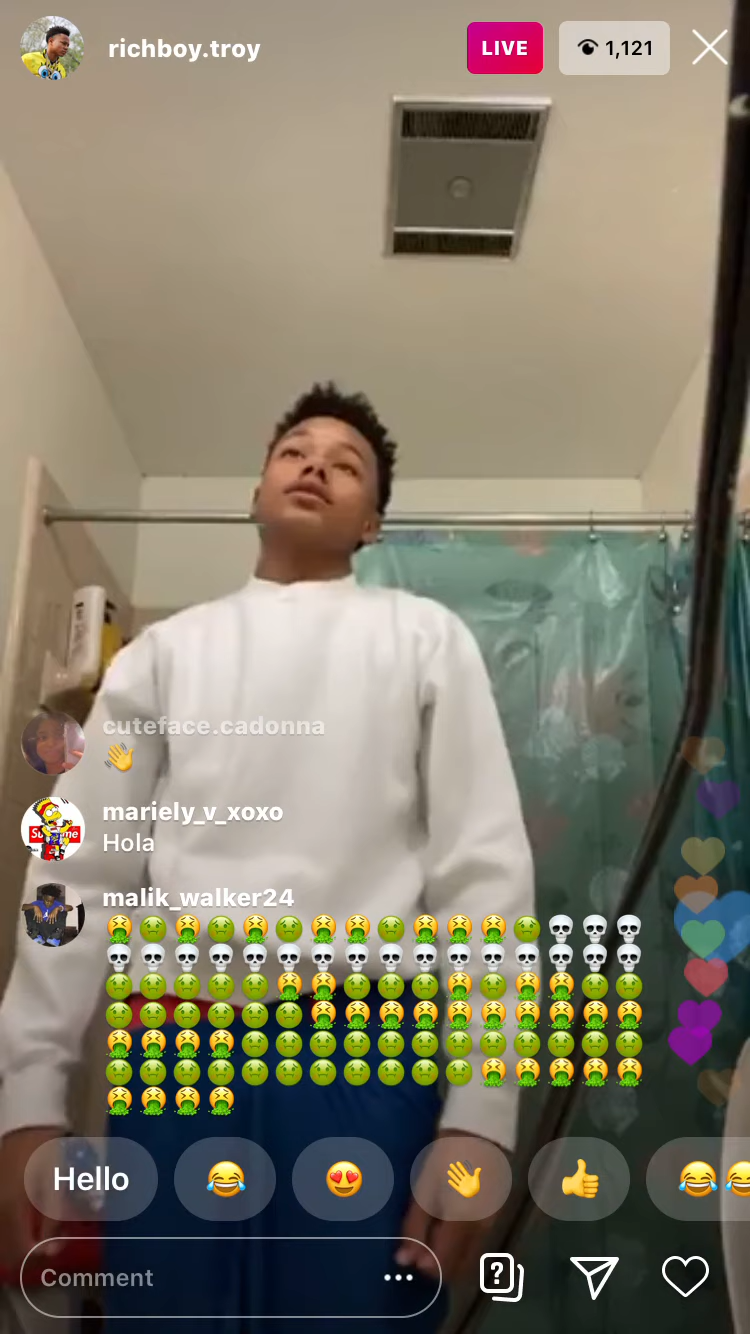 richboy.troy
LIVE
1,121
cuteface.cadonna
👋
mariely_v_xoxo
Hola
malik_walker24
🤮🤢🤮🤢🤮🤢🤮🤮🤢🤮🤮🤮🤢💀💀💀
💀💀💀💀💀💀💀💀💀💀💀💀💀💀💀💀
🤢🤢🤢🤢🤢🤮🤮🤢🤢🤢🤮🤢🤮🤮🤢🤢
🤢🤢🤢🤢🤢🤢🤮🤮🤮🤮🤮🤮🤮🤮🤮🤮
🤮🤮🤮🤮🤢🤢🤢🤢🤢🤢🤢🤢🤢🤢🤢🤢
🤢🤢🤢🤢🤢🤢🤢🤢🤢🤢🤢🤮🤮🤮🤮🤮
🤮🤮🤮🤮
Hello 😂 😍 👋 👍 😂😂
Comment